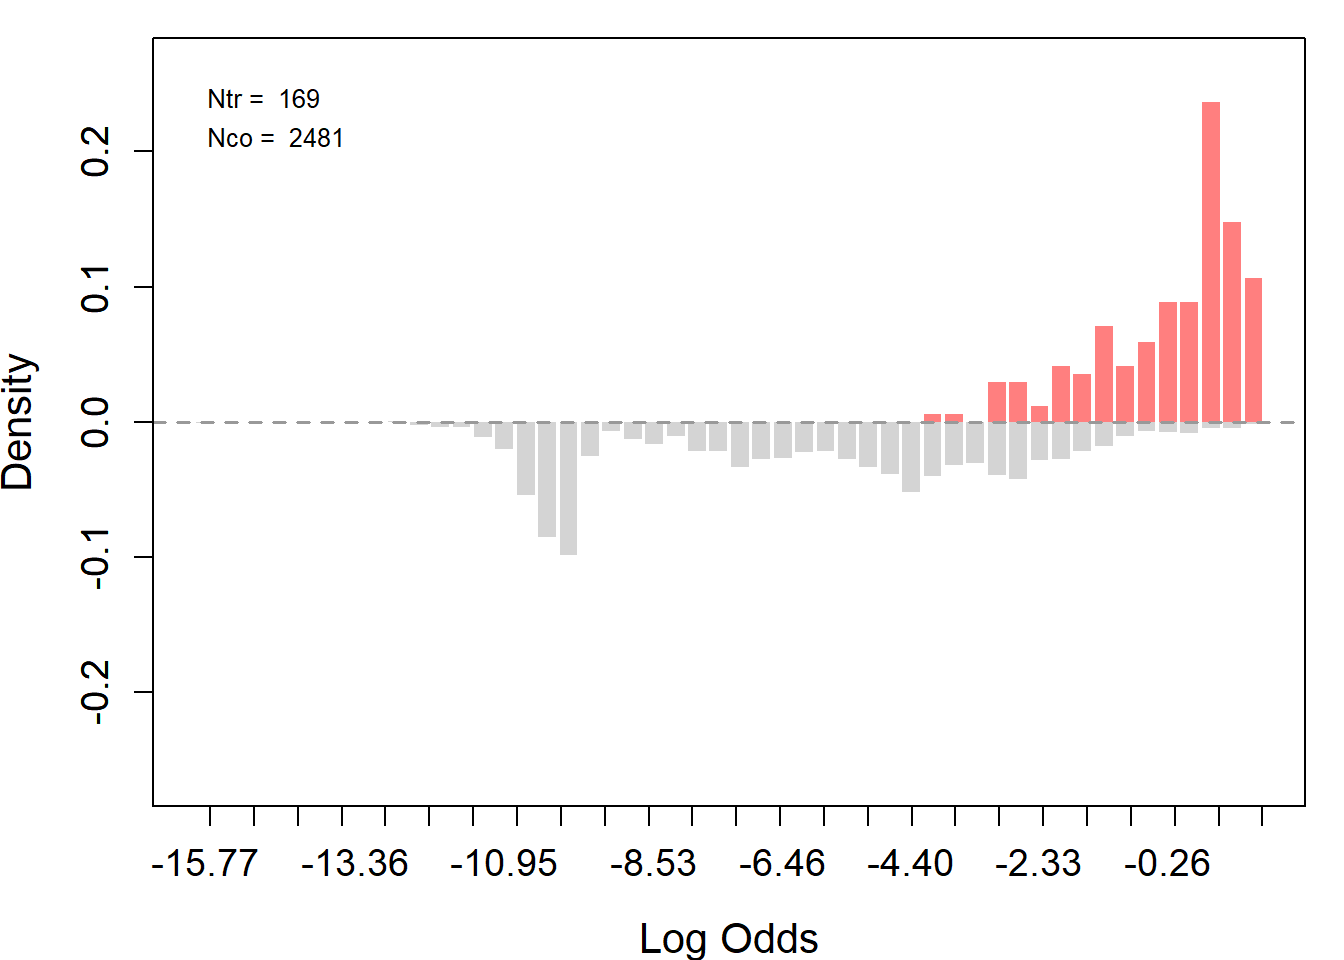 Ntr = 169
Nco = 2481
0.2
0.1
0.0
-0.1
-0.2
Density
-15.77 -13.36 -10.95 -8.53 -6.46 -4.40 -2.33 -0.26
Log Odds